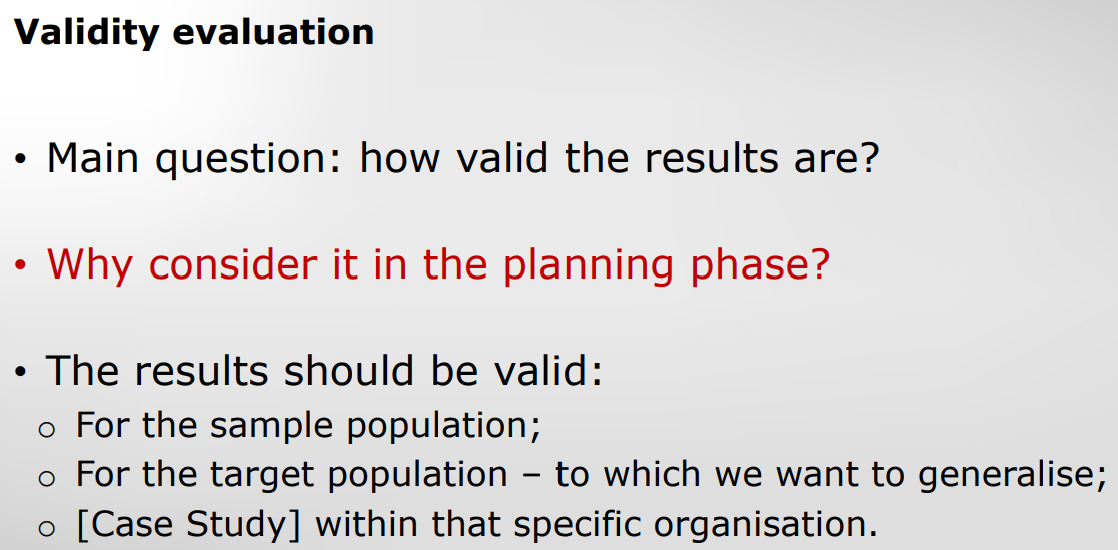 Validity evaluation
• Main question: how valid the results are?
• Why consider it in the planning phase?
• The results should be valid:
o For the sample population;
o For the target population – to which we want to generalise;
o [Case Study] within that specific organisation.